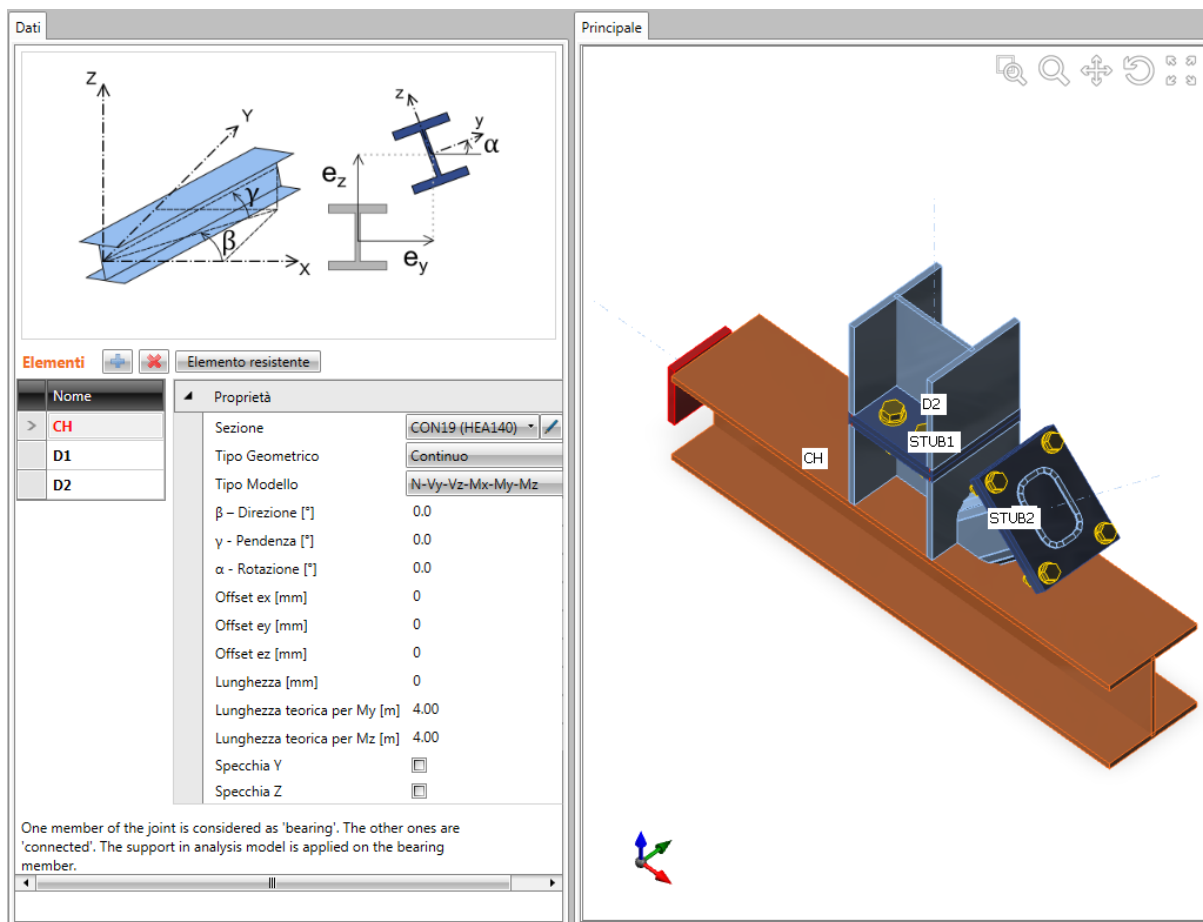 Dati
Principale
Z
Y
X
γ
β
z
y
α
ez
ey
Elementi
Elemento resistente
Nome
Proprietà
> CH
Sezione CON19 (HEA140)
D1
Tipo Geometrico Continuo
D2
Tipo Modello N-Vy-Vz-Mx-My-Mz
β – Direzione [°] 0.0
γ - Pendenza [°] 0.0
α - Rotazione [°] 0.0
Offset ex [mm] 0
Offset ey [mm] 0
Offset ez [mm] 0
Lunghezza [mm] 0
Lunghezza teorica per My [m] 4.00
Lunghezza teorica per Mz [m] 4.00
Specchia Y
Specchia Z
One member of the joint is considered as 'bearing'. The other ones are
'connected'. The support in analysis model is applied on the bearing
member.
D2
STUB1
CH
STUB2